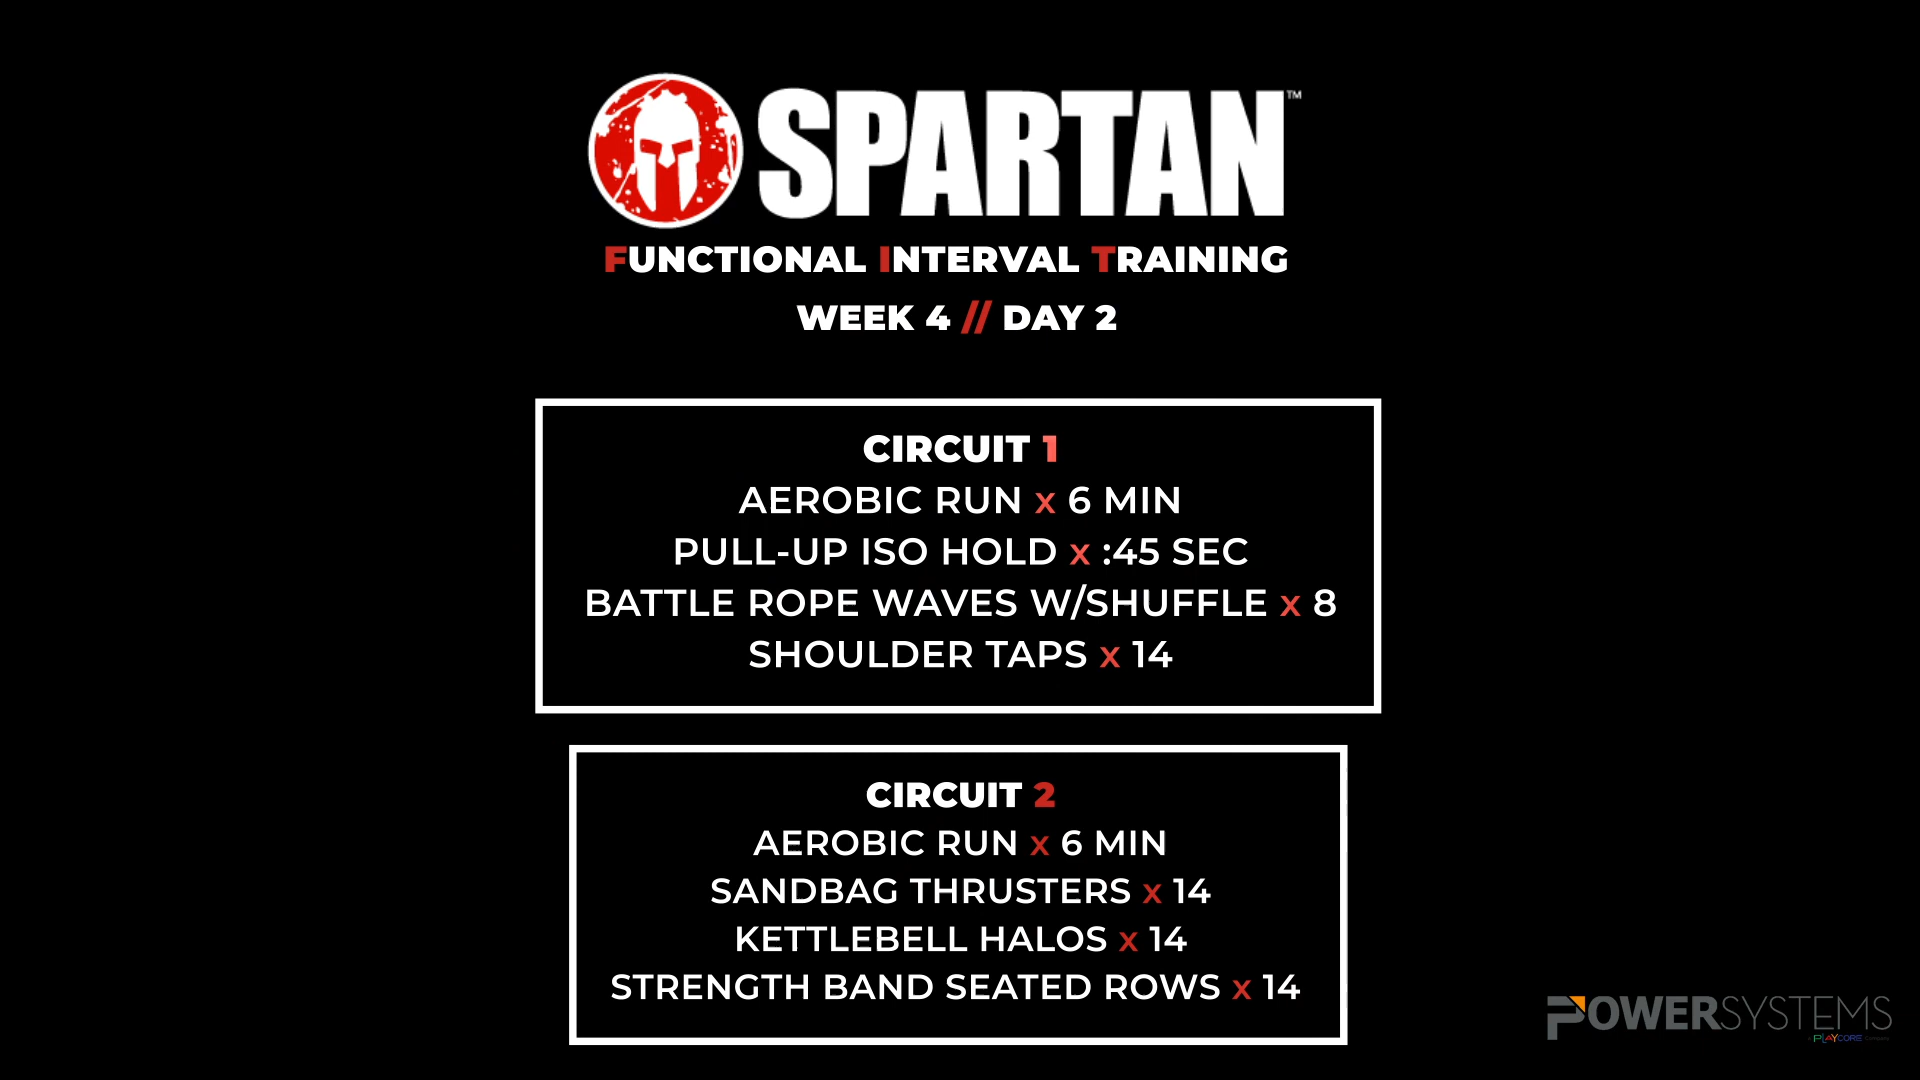 SPARTAN™
FUNCTIONAL INTERVAL TRAINING
WEEK 4 // DAY 2
CIRCUIT 1
AEROBIC RUN x 6 MIN
PULL-UP ISO HOLD x :45 SEC
BATTLE ROPE WAVES W/SHUFFLE x 8
SHOULDER TAPS x 14
CIRCUIT 2
AEROBIC RUN x 6 MIN
SANDBAG THRUSTERS x 14
KETTLEBELL HALOS x 14
STRENGTH BAND SEATED ROWS x 14
POWERSYSTEMS
PLAYCORE